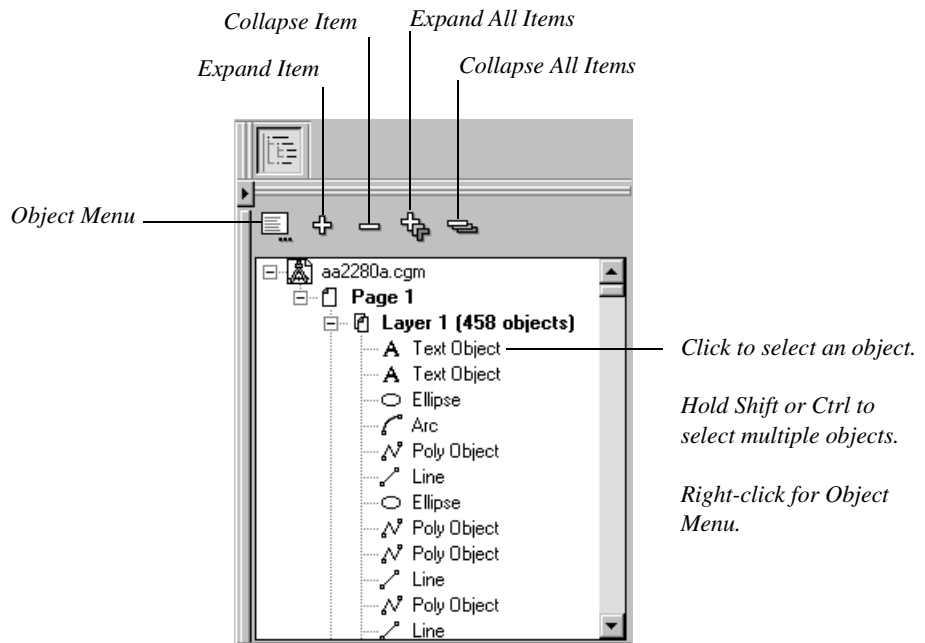 Collapse Item
Expand All Items
Expand Item
Collapse All Items
Object Menu
aa2280a.cgm
Page 1
Layer 1 (458 objects)
Text Object
Text Object
Ellipse
Arc
Poly Object
Line
Ellipse
Poly Object
Poly Object
Line
Poly Object
Line
Click to select an object.
Hold Shift or Ctrl to
select multiple objects.
Right-click for Object
Menu.